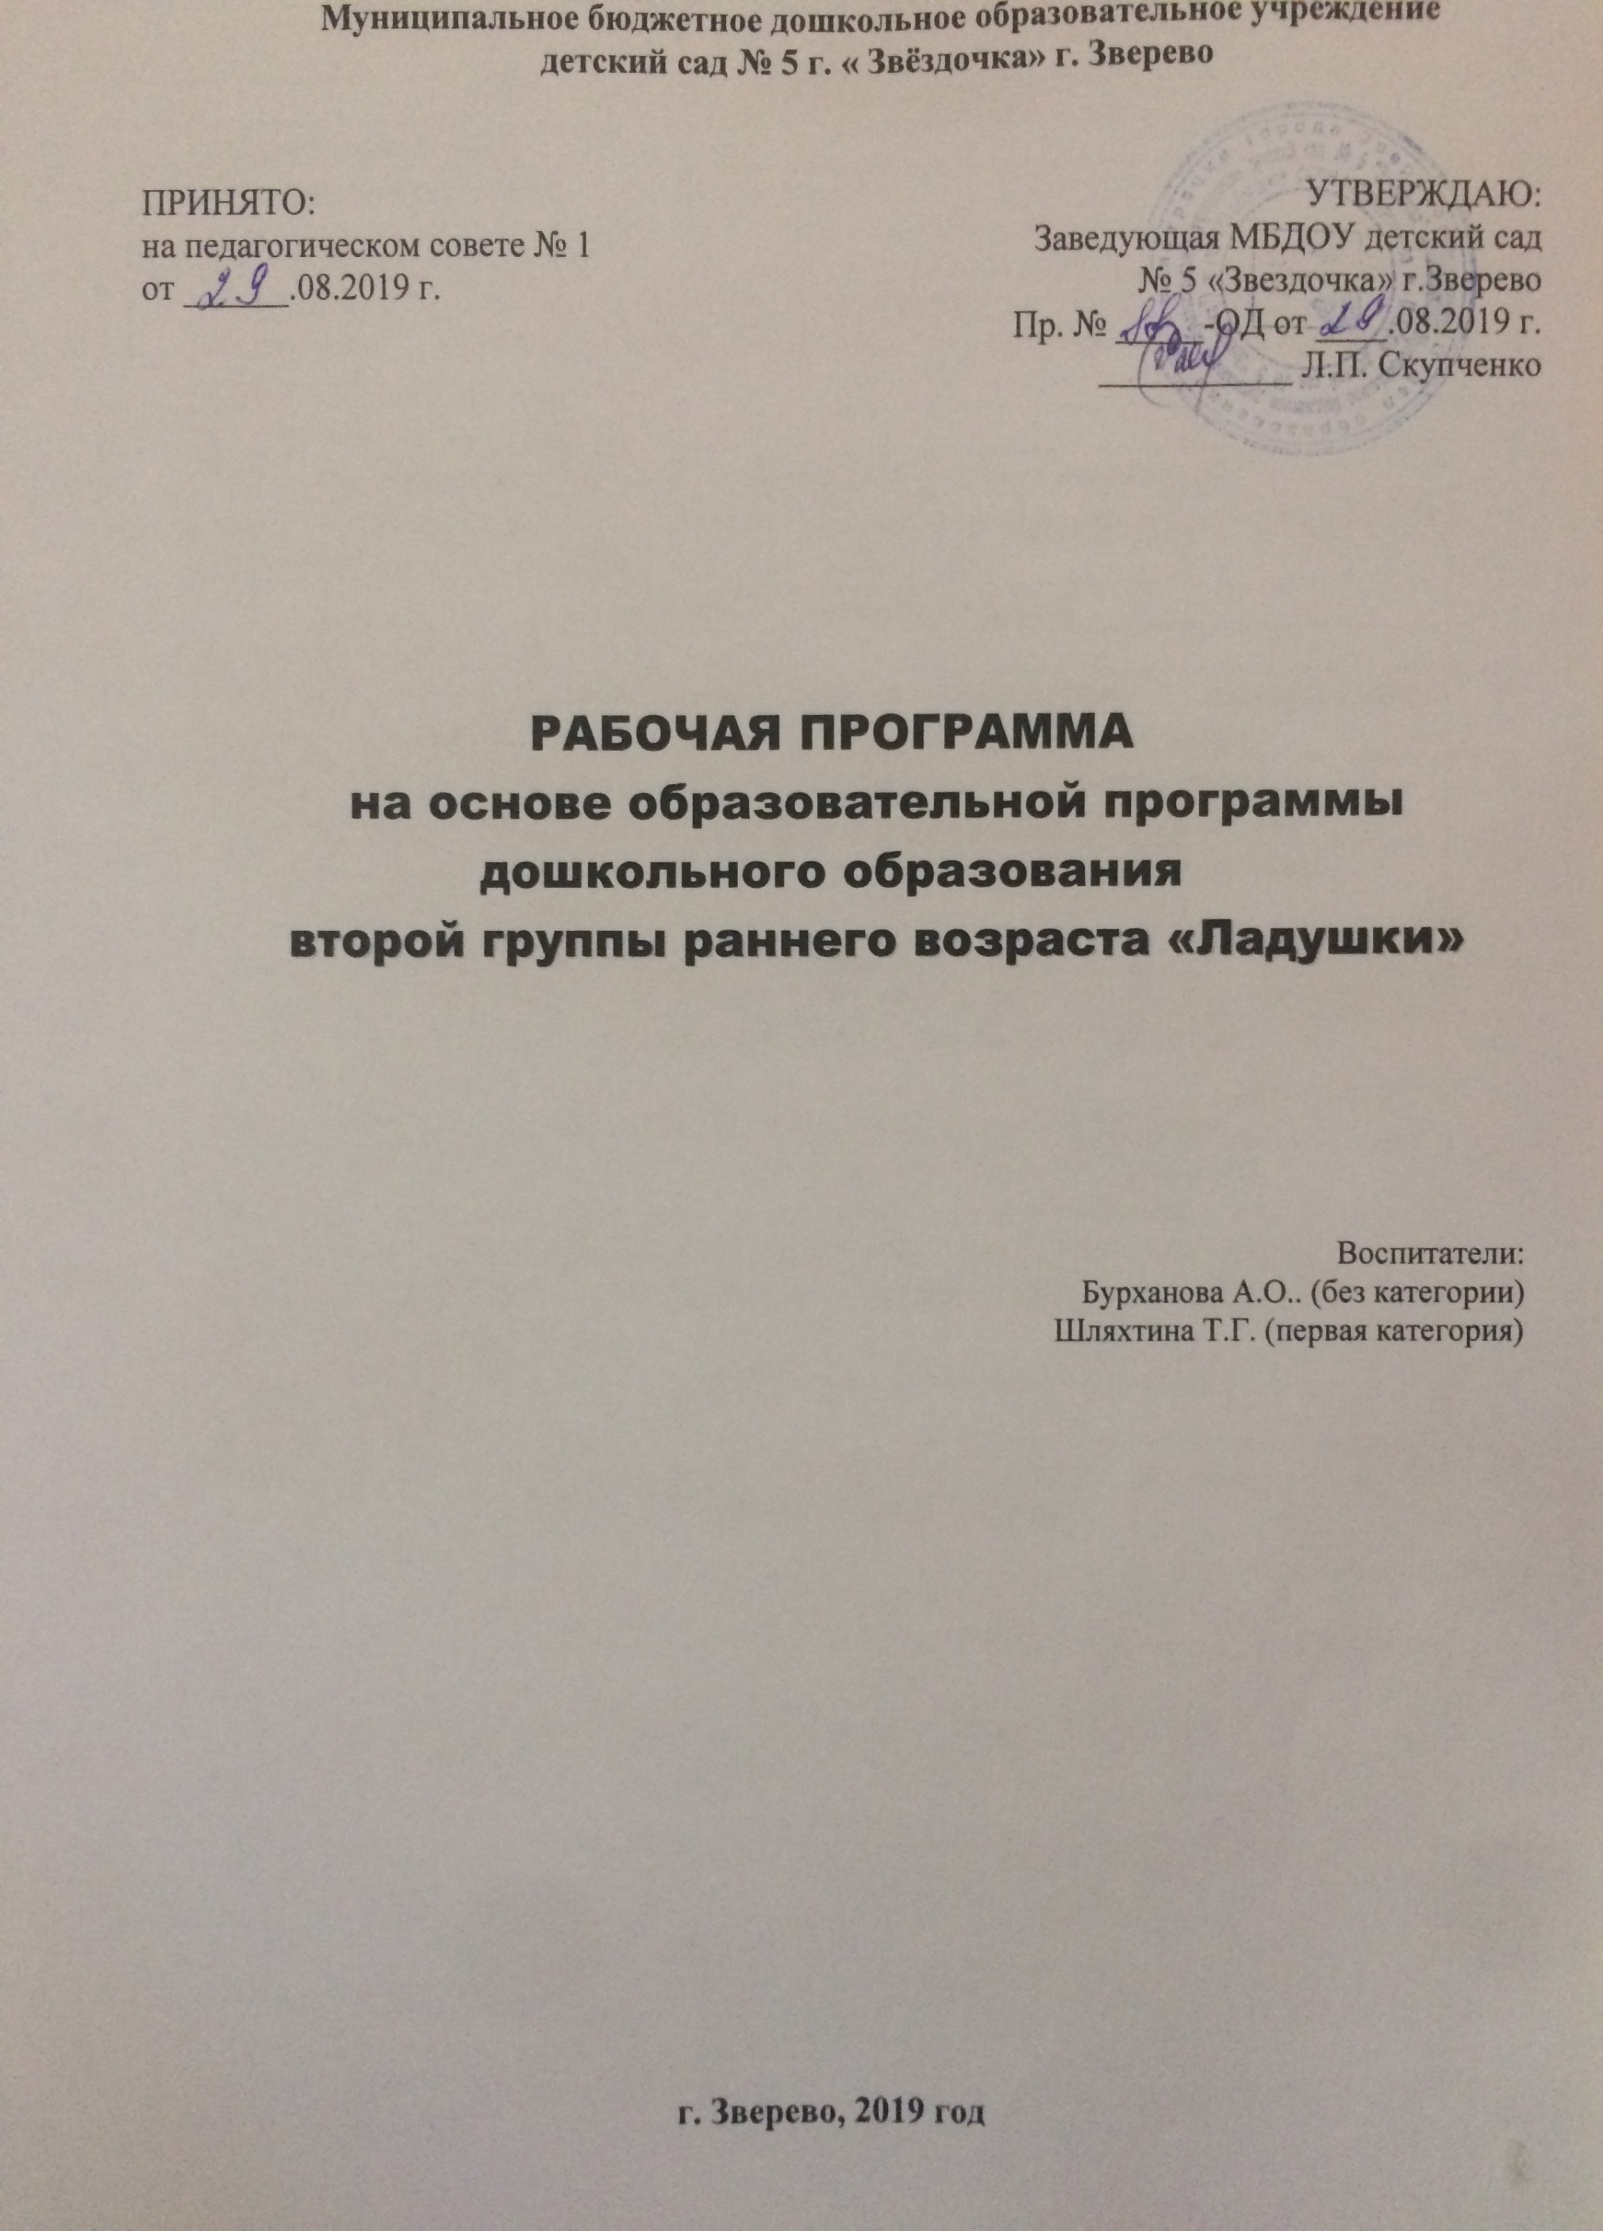 Муниципальное бюджетное дошкольное образовательное учреждение
детский сад № 5 г. « Звёздочка» г. Зверево
ПРИНЯТО:
на педагогическом совете № 1
от 29.08.2019 г.
УТВЕРЖДАЮ:
Заведующая МБДОУ детский сад
№ 5 «Звездочка» г.Зверево
Пр. № -ОД от 29.08.2019 г.
Л.П. Скупченко
РАБОЧАЯ ПРОГРАММА
на основе образовательной программы
дошкольного образования
второй группы раннего возраста «Ладушки»
Воспитатели:
Бурханова А.О.. (без категории)
Шляхтина Т.Г. (первая категория)
г. Зверево, 2019 год